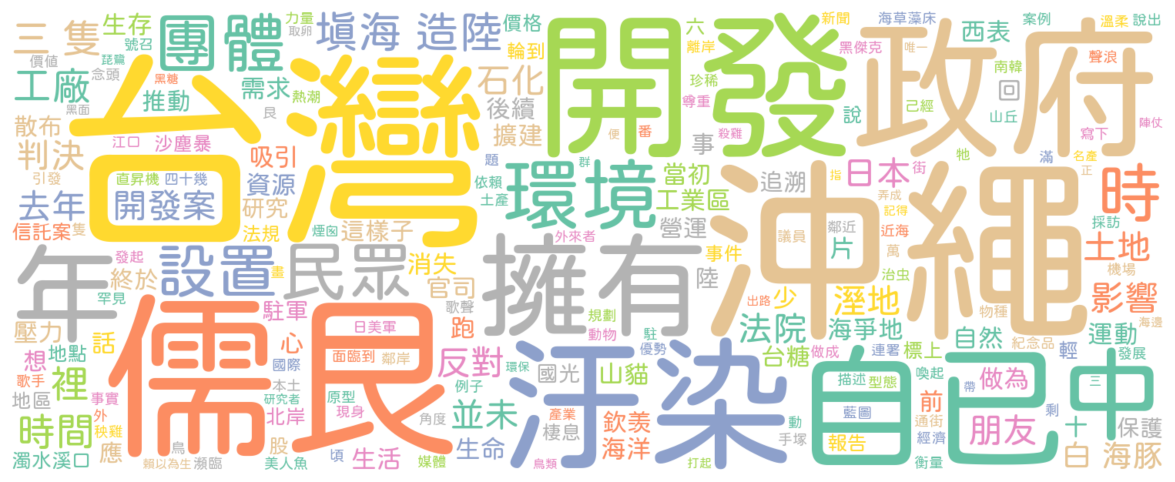 三隻
生存
號召
團體
力量
取卵
填海 造陸
價格
輪到
開發
六
離岸
新聞
黑傑克
海草藻床
唯一
政府
西表
案例
溫柔
說出
聲浪
價值
琵鷺
念頭
黑糖
工廠
推動
黑面
需求
熱潮
台灣
石化
後續
擴建
珍稀
尊重
殺雞
說
己經
南韓
回
山丘
陣仗
寫下
散布
江口
沙塵暴
艮
便
番
事
牠
滿
名產
正
判決
引發
吸引
直昇機
四十幾
題
群
依賴
土產
環境
當初
工業區
追溯
指
日本
街
弄成
記得
時
去年
開發案
資源
研究
法規
煙囪
這樣子
外來者
營運
議員
鄰近
片
近海
萬
採訪
土地
信託案
隻
發起
終於
罕見
設置
畫
民眾
消失
官司
擁有
事件
陸
治虫
沖繩
機場
物種
影響
年
壓力
駐軍
日美軍
歌聲
跑
規劃
動物
駐
出路
少
溼地
海邊
紀念品
運動
想
地點
話
儒艮
心
面臨到
鄰岸
反對
環保
優勢
法院
海爭地
自然
輕
發展
歌手
裡
國際
本土
例子
汙染
國光
山貓
台糖
做成
連署
標上
喚起
三
地區
事實
外
研究者
原型
現身
角度
並未
產業
棲息
欽羨
海洋
動
手塚
描述
型態
藍圖
自己
帶
做為
前
通街
朋友
剩
十
中
保護
時間
秧雞
應
北岸
股
鳥
濁水溪口
賴以為生
瀕臨
美人魚
頃
生活
媒體
生命
鳥類
打起
報告
經濟
衡量
白 海豚